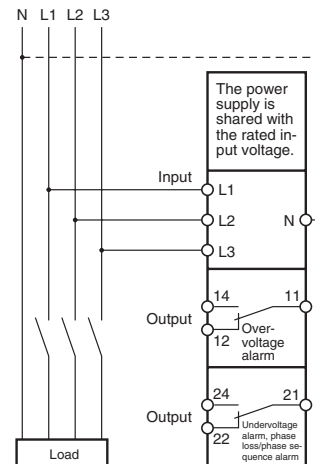 N L1 L2 L3
The power
supply is
shared with
the rated in-
put voltage.
Input
L1
L2
N
L3
14
11
Output
12
Over-
voltage
alarm
24
21
Output
22
Undervoltage
alarm, phase
loss/phase se-
quence alarm
Load